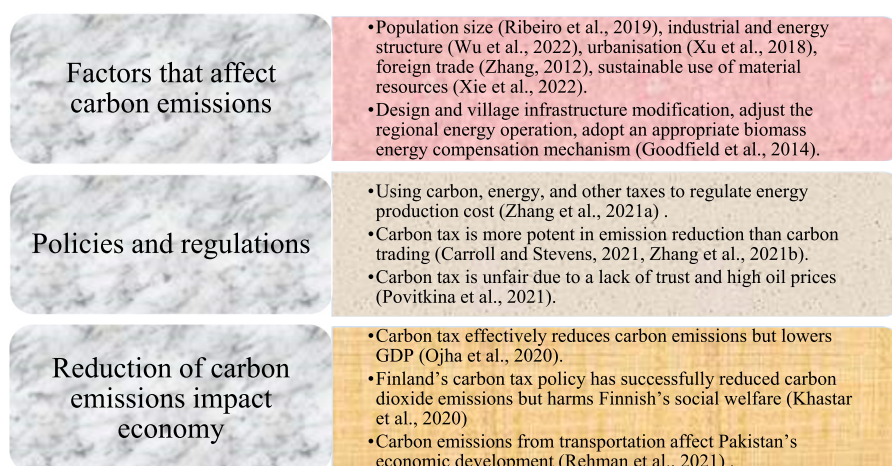 Factors that affect
carbon emissions
•Population size (Ribeiro et al., 2019), industrial and energy
structure (Wu et al., 2022), urbanisation (Xu et al., 2018),
foreign trade (Zhang, 2012), sustainable use of material
resources (Xie et al., 2022).
•Design and village infrastructure modification, adjust the
regional energy operation, adopt an appropriate biomass
energy compensation mechanism (Goodfield et al., 2014).
Policies and regulations
•Using carbon, energy, and other taxes to regulate energy
production cost (Zhang et al., 2021a) .
•Carbon tax is more potent in emission reduction than carbon
trading (Carroll and Stevens, 2021, Zhang et al., 2021b).
•Carbon tax is unfair due to a lack of trust and high oil prices
(Povitkina et al., 2021).
Reduction of carbon
emissions impact
economy
•Carbon tax effectively reduces carbon emissions but lowers
GDP (Ojha et al., 2020).
•Finland’s carbon tax policy has successfully reduced carbon
dioxide emissions but harms Finnish’s social welfare (Khastar
et al., 2020)
•Carbon emissions from transportation affect Pakistan’s
economic development (Rehman et al., 2021) .